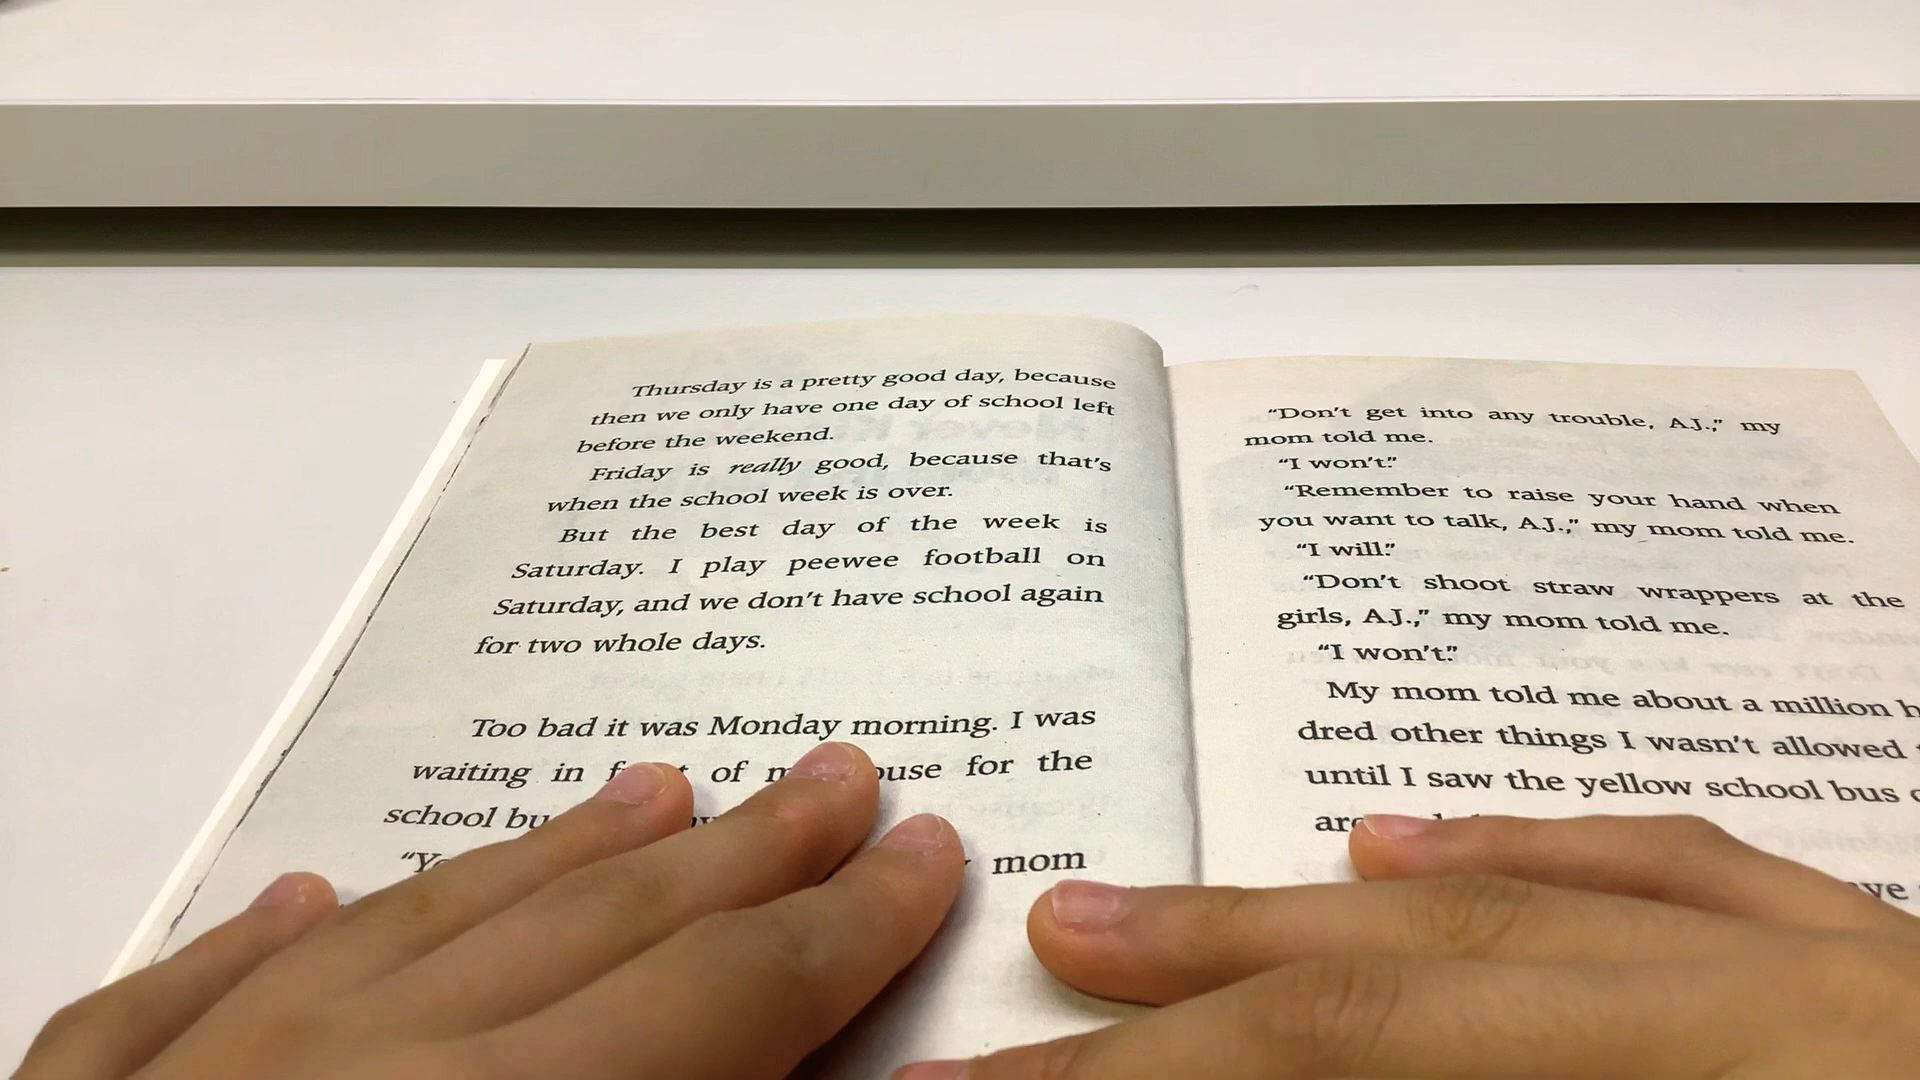 Thursday is a pretty good day, because
then we only have one day of school left
before the weekend.
Friday is really good, because that's
when the school week is over.
But the best day of the week is
Saturday. I play peewee football on
Saturday, and we don't have school again
for two whole days.
Too bad it was Monday morning. I was
waiting in of for the
school
mom
“Don't get into any trouble, A.J.,” my
mom told me.
“I won't.”
“Remember to raise your hand when
you want to talk, A.J.,” my mom told me.
“I will.”
“Don't shoot straw wrappers at the
girls, A.J.,” my mom told me.
“I won't.”
My mom told me about a million
dred other things I wasn't allowed
until I saw the yellow school bus